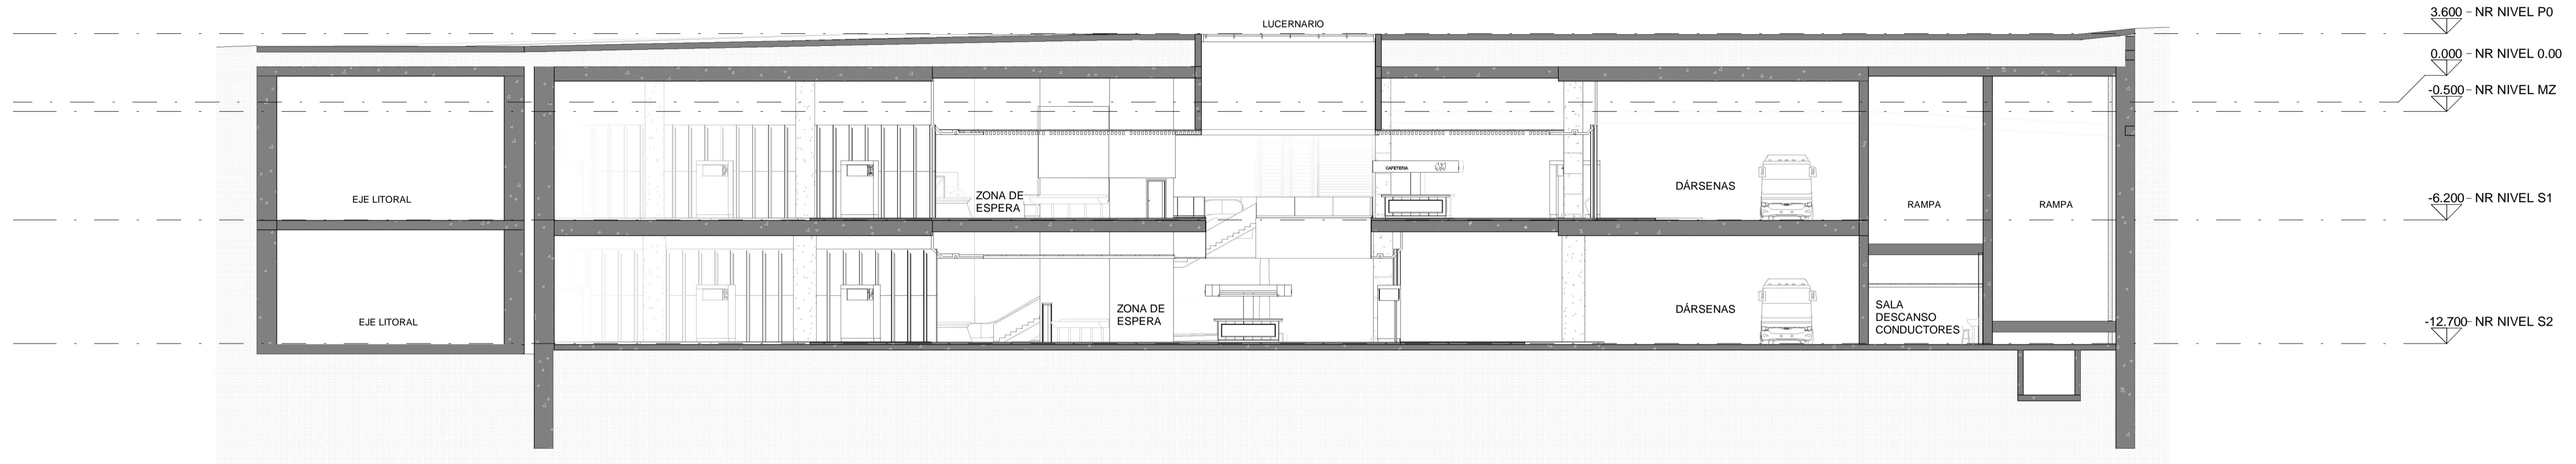 LUCERNARIO
3.600 - NR NIVEL P0
0.000 - NR NIVEL 0.00
-0.500 - NR NIVEL MZ
CAFETERIA
EJE LITORAL
ZONA DE
ESPERA
DÁRSENAS
RAMPA
RAMPA
-6.200 - NR NIVEL S1
EJE LITORAL
ZONA DE
ESPERA
DÁRSENAS
SALA
DESCANSO
CONDUCTORES
-12.700 - NR NIVEL S2